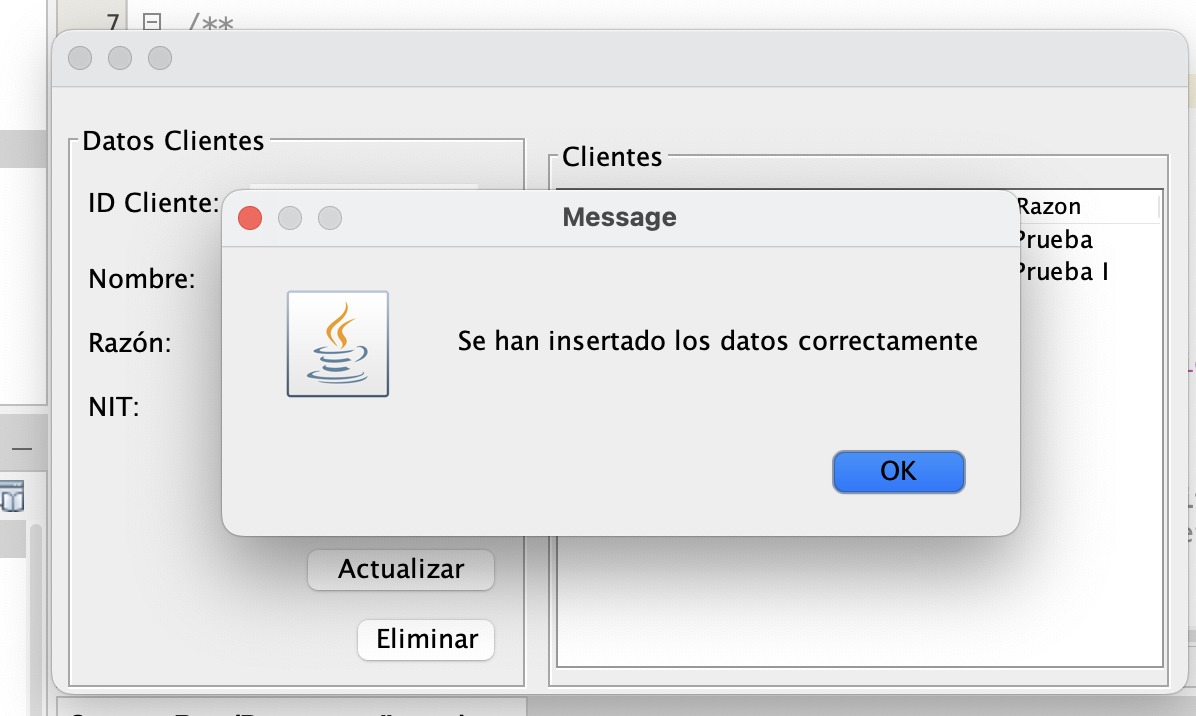 7 /**
Datos Clientes
Clientes
ID Cliente:
Razon
Message
Prueba
Nombre:
Prueba I
Razón:
Se han insertado los datos correctamente
NIT:
OK
Actualizar
Eliminar